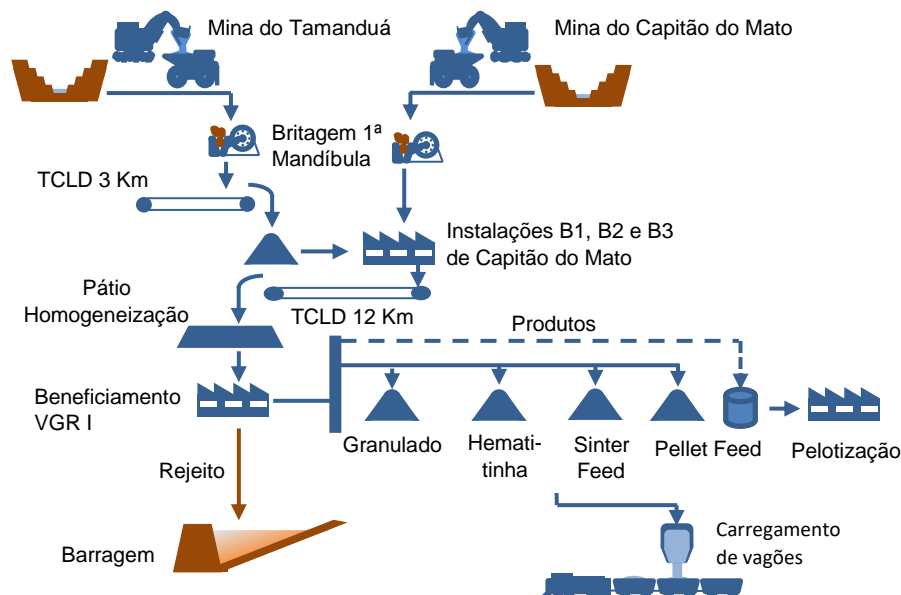 Mina do Tamanduá
Mina do Capitão do Mato
Britagem 1ª
Mandíbula
TCLD 3 Km
Instalações B1, B2 e B3
de Capitão do Mato
Pátio
Homogeneização
TCLD 12 Km
Produtos
Beneficiamento
VGR I
Granulado
Hemati-
tinha
Sinter
Feed
Pellet Feed
Pelotização
Rejeito
Barragem
Carregamento
de vagões